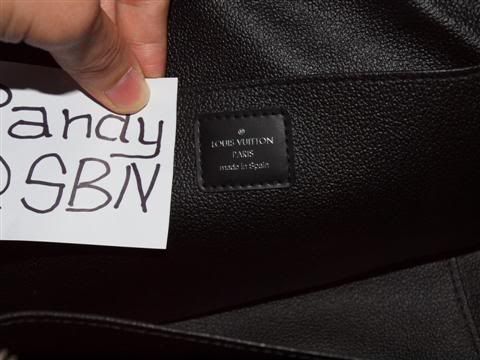 Pandy
@SBN
LOUIS VUITTON
PARIS
made in Spain